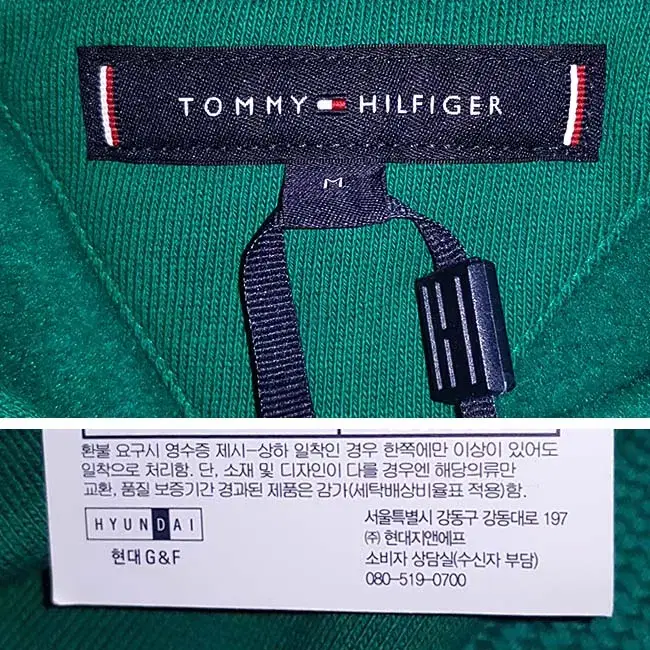 TOMMY HILFIGER
M
환불 요구시 영수증 제시-상하 일착인 경우 한쪽에만 이상이 있어도
일착으로 처리함. 단, 소재 및 디자인이 다를 경우엔 해당의류만
교환, 품질 보증기간 경과된 제품은 감가(세탁배상비율표 적용)함.
HYUNDAI
현대 G&F
서울특별시 강동구 강동대로 197
(주) 현대지앤에프
소비자 상담실(수신자 부담)
080-519-0700